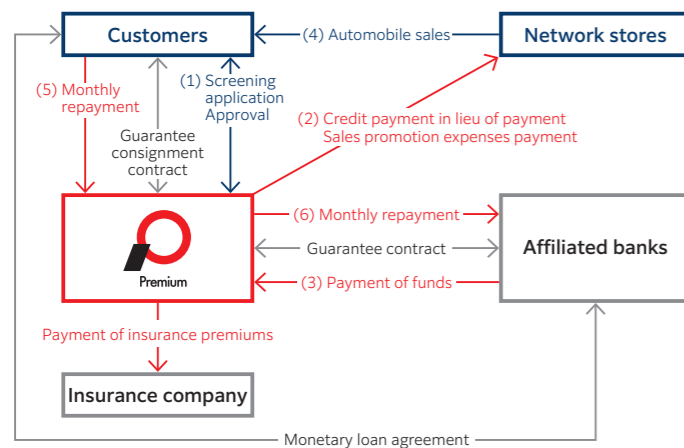 Customers
(4) Automobile sales
Network stores
(5) Monthly
repayment
(1) Screening
application
Approval
Guarantee
consignment
contract
(2) Credit payment in lieu of payment
Sales promotion expenses payment
Premium
(6) Monthly repayment
Guarantee contract
(3) Payment of funds
Affiliated banks
Payment of insurance premiums
Insurance company
Monetary loan agreement